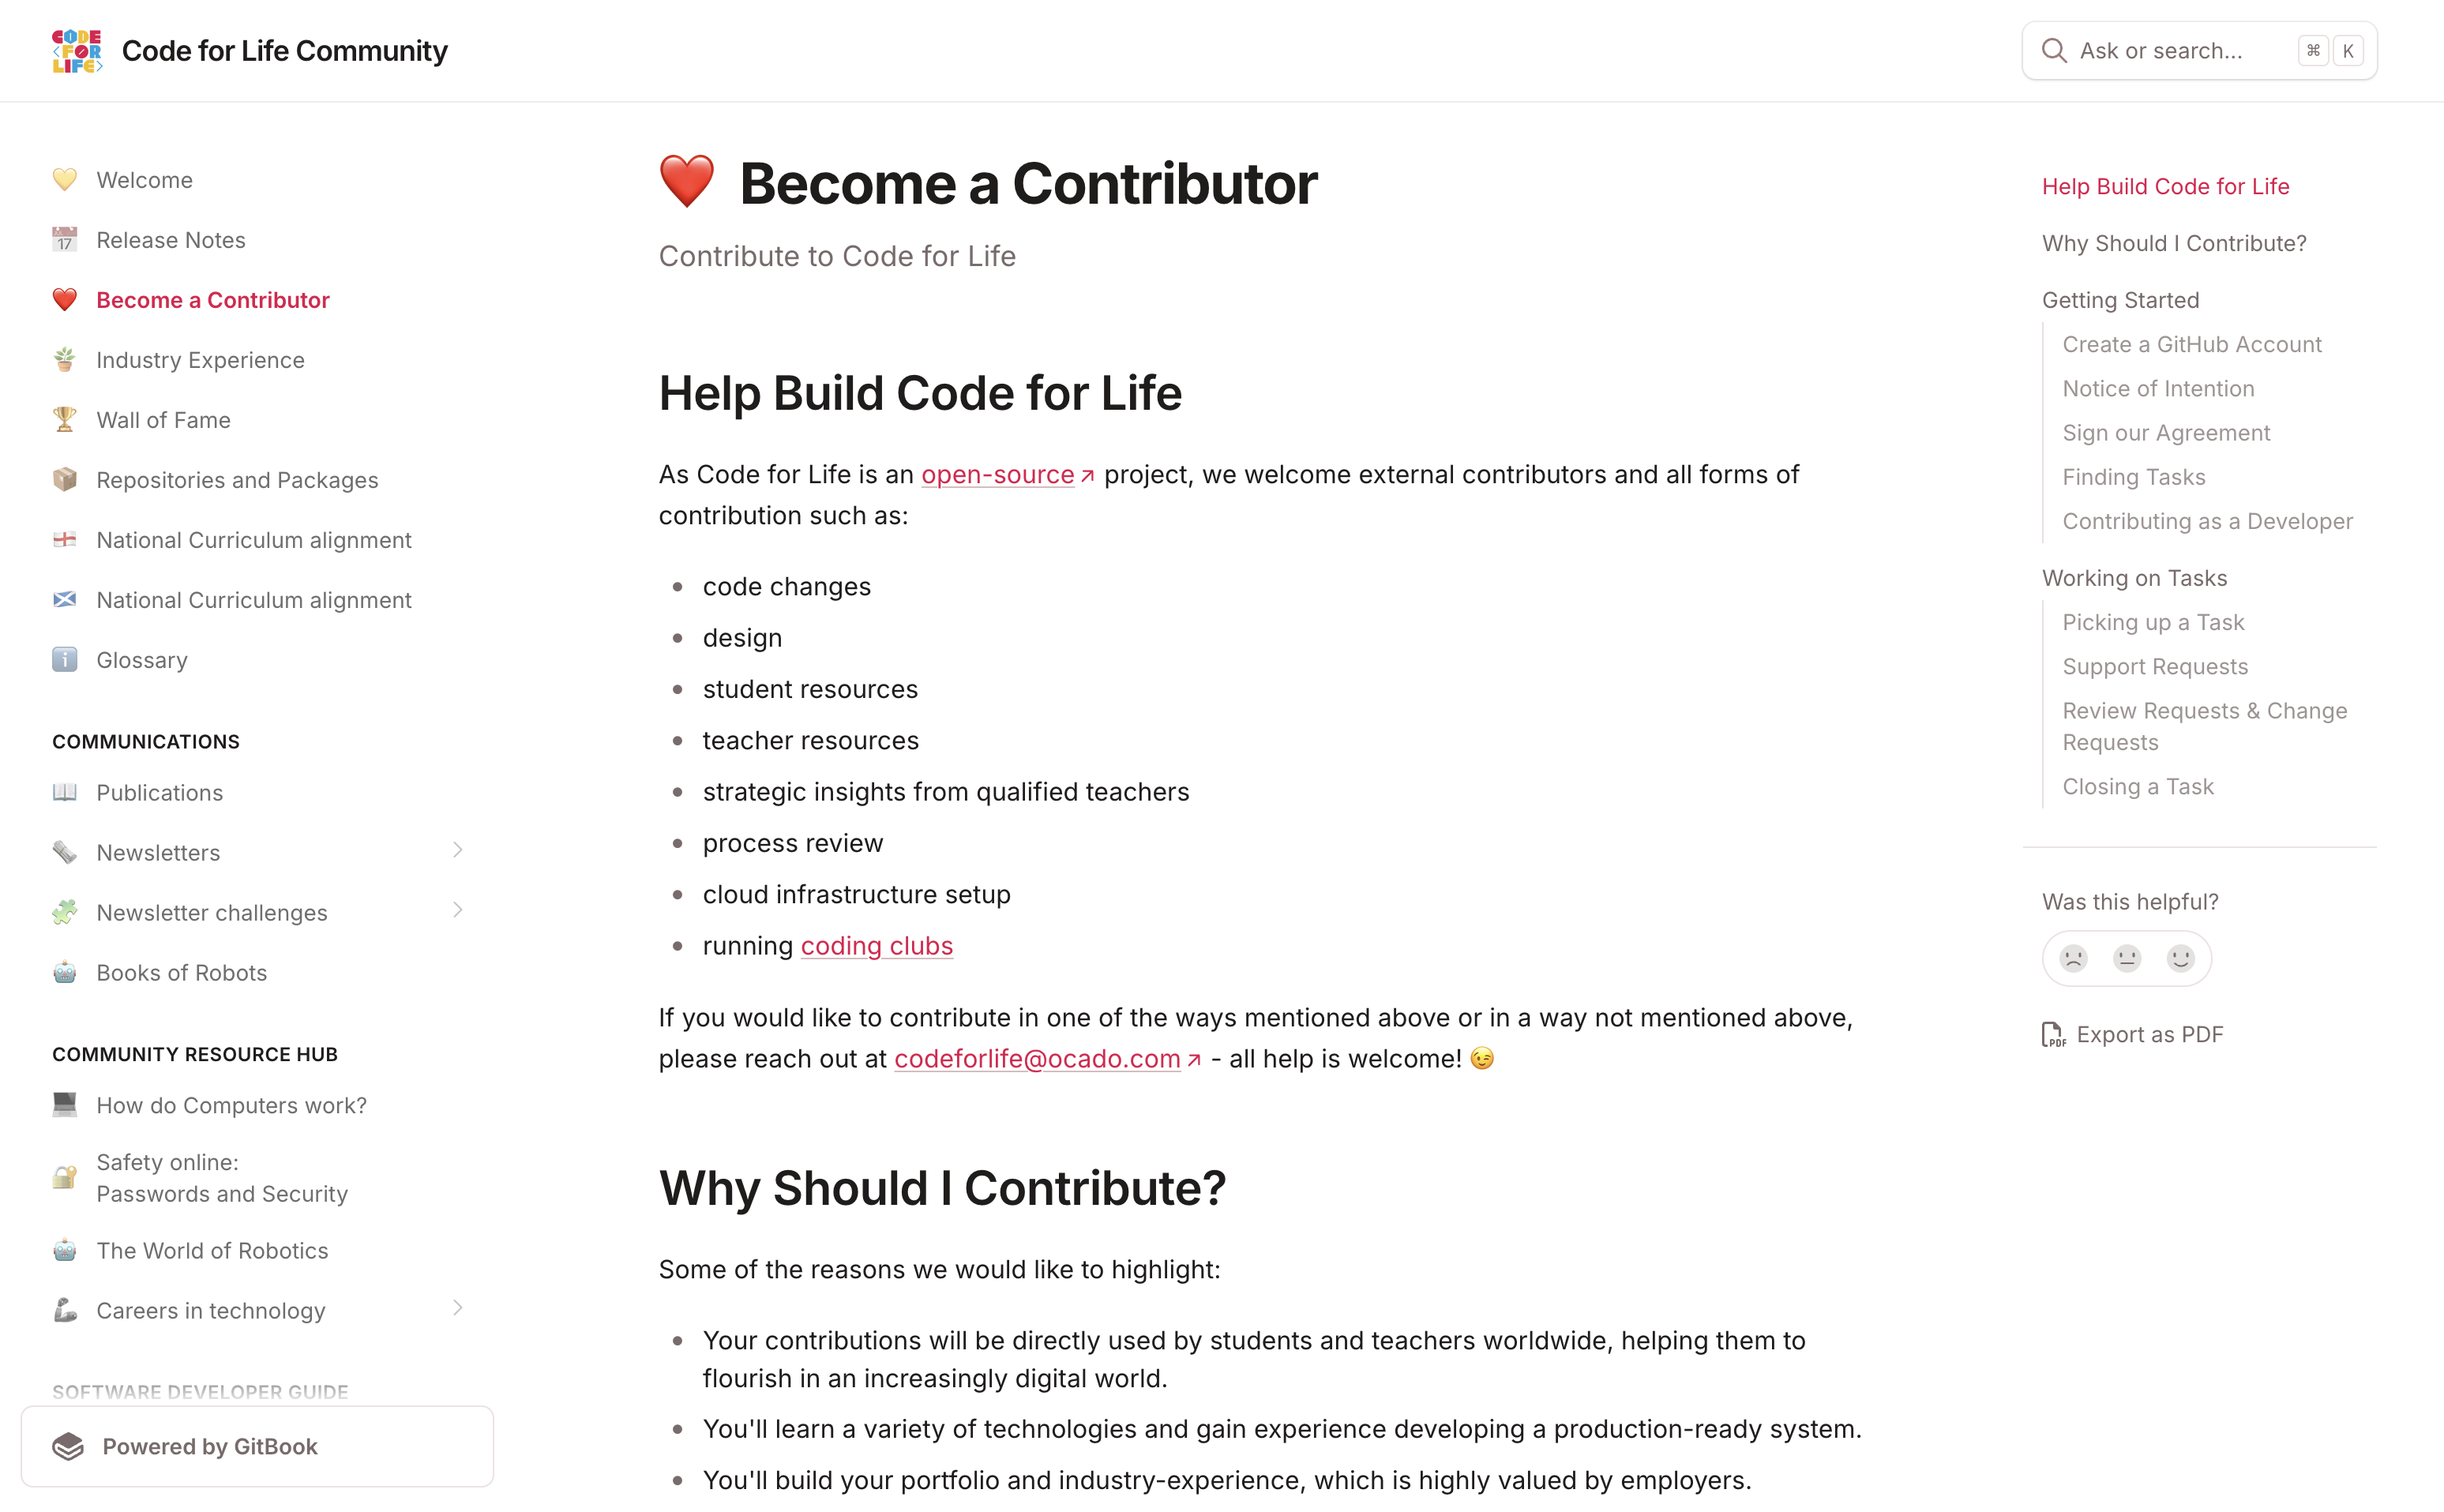 CODE
FOR
LIFE
Code for Life Community
Ask or search...
⌘ K
Welcome
17
Release Notes
Become a Contributor
Industry Experience
Wall of Fame
Repositories and Packages
National Curriculum alignment
National Curriculum alignment
Glossary
COMMUNICATIONS
Publications
Newsletters
Newsletter challenges
Books of Robots
COMMUNITY RESOURCE HUB
How do Computers work?
Safety online:
Passwords and Security
The World of Robotics
Careers in technology
SOFTWARE DEVELOPER GUIDE
Powered by GitBook
Become a Contributor
Contribute to Code for Life
Help Build Code for Life
As Code for Life is an open-source project, we welcome external contributors and all forms of
contribution such as:
code changes
design
student resources
teacher resources
strategic insights from qualified teachers
process review
cloud infrastructure setup
running coding clubs
If you would like to contribute in one of the ways mentioned above or in a way not mentioned above,
please reach out at codeforlife@ocado.com - all help is welcome! 😉
Why Should I Contribute?
Some of the reasons we would like to highlight:
Your contributions will be directly used by students and teachers worldwide, helping them to
flourish in an increasingly digital world.
You'll learn a variety of technologies and gain experience developing a production-ready system.
You'll build your portfolio and industry-experience, which is highly valued by employers.
Help Build Code for Life
Why Should I Contribute?
Getting Started
Create a GitHub Account
Notice of Intention
Sign our Agreement
Finding Tasks
Contributing as a Developer
Working on Tasks
Picking up a Task
Support Requests
Review Requests & Change
Requests
Closing a Task
Was this helpful?
PDF
Export as PDF